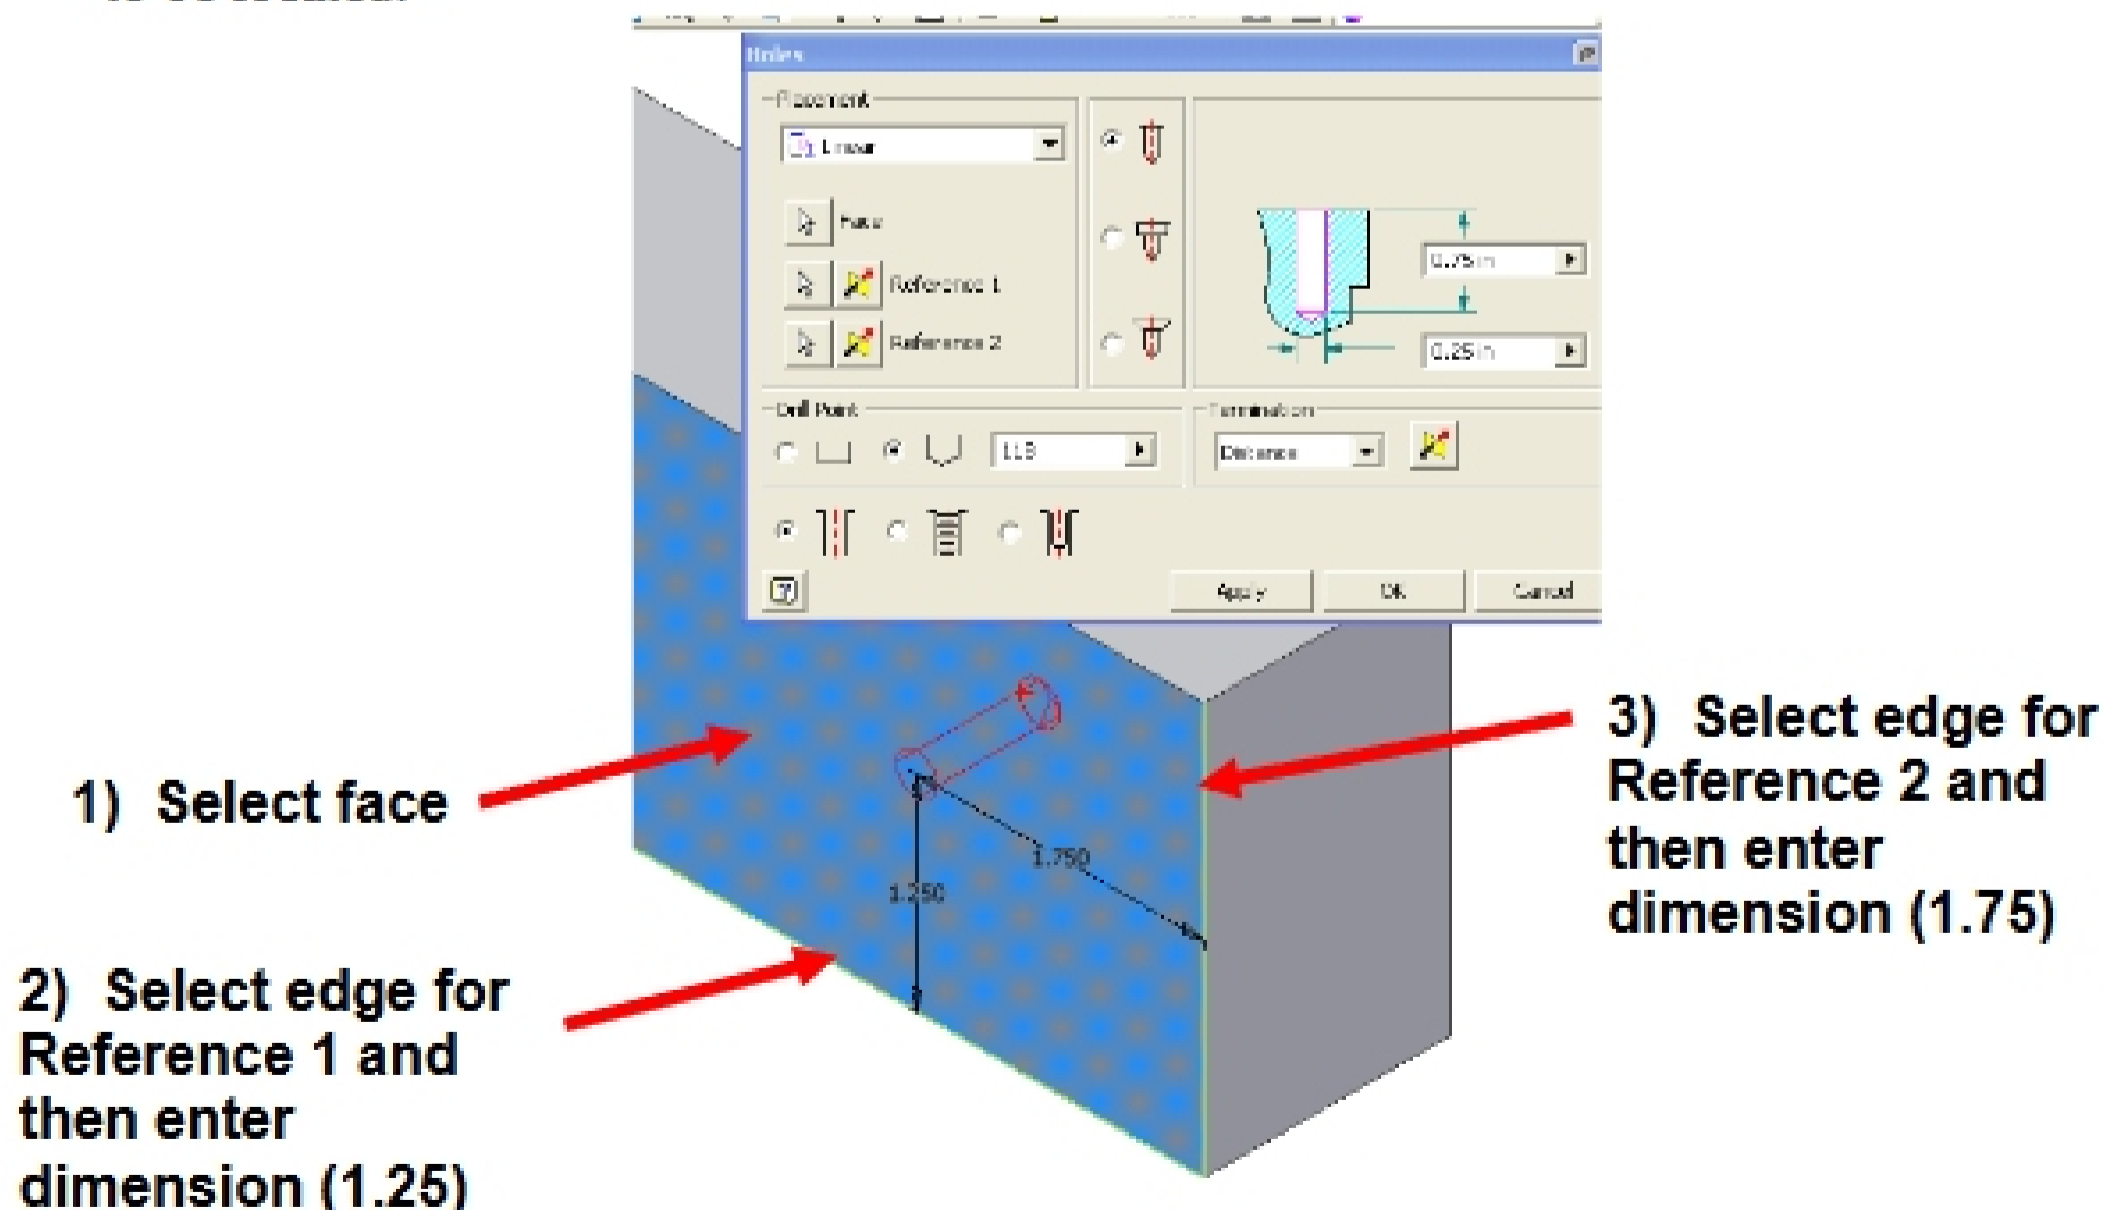 Holes
Placement
Linear
Face
Reference 1
Reference 2
0.75 in
0.25 in
Drill Point
118
Termination
Distance
Apply
OK
Cancel
1.750
1.250
1) Select face
2) Select edge for
Reference 1 and
then enter
dimension (1.25)
3) Select edge for
Reference 2 and
then enter
dimension (1.75)